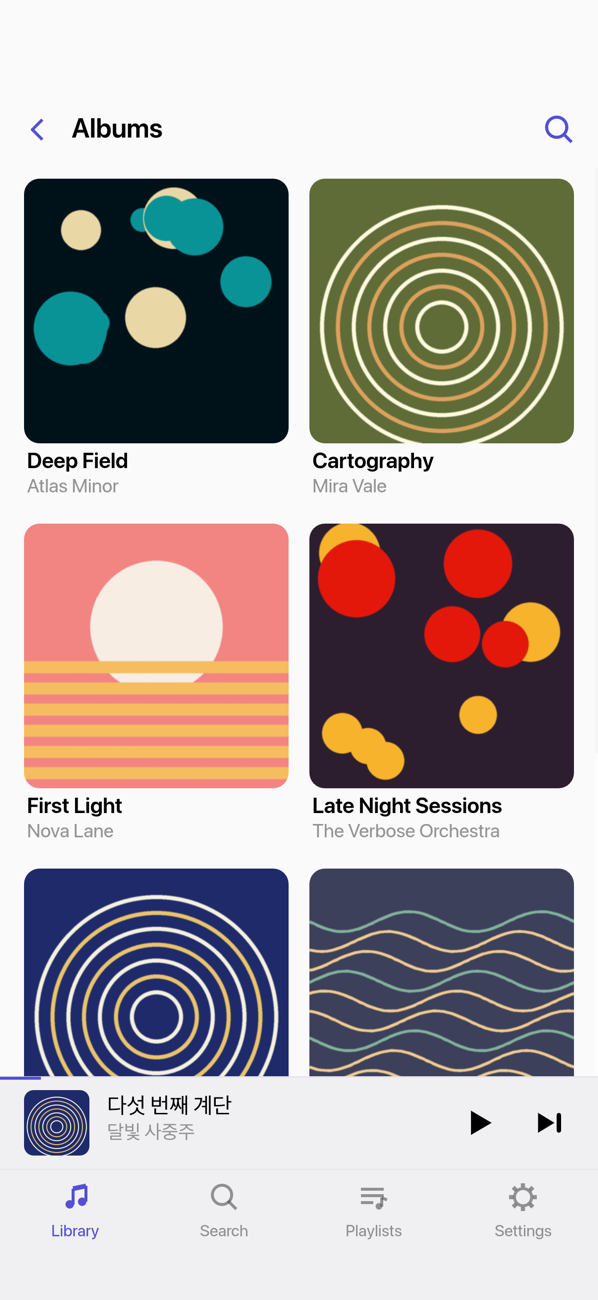 Albums
Deep Field
Atlas Minor
Cartography
Mira Vale
First Light
Nova Lane
Late Night Sessions
The Verbose Orchestra
다섯 번째 계단
달빛 사중주
Library
Search
Playlists
Settings